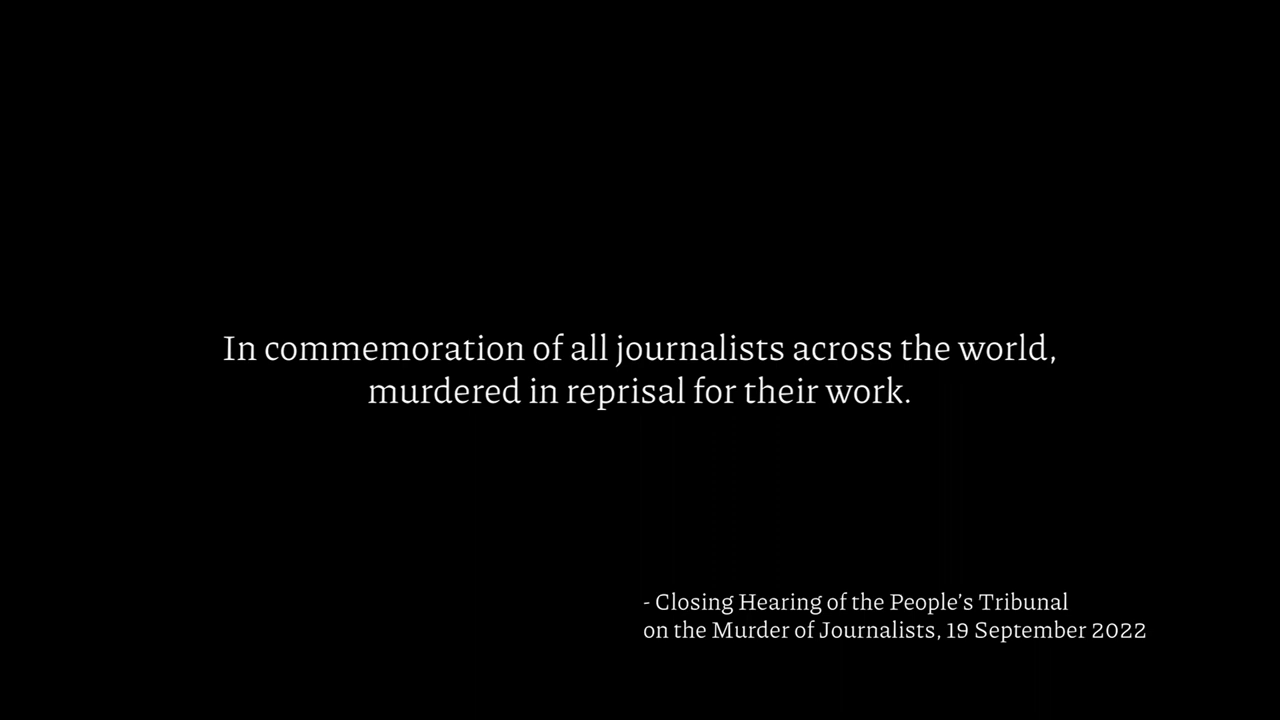 In commemoration of all journalists across the world,
murdered in reprisal for their work.
- Closing Hearing of the People’s Tribunal
on the Murder of Journalists, 19 September 2022